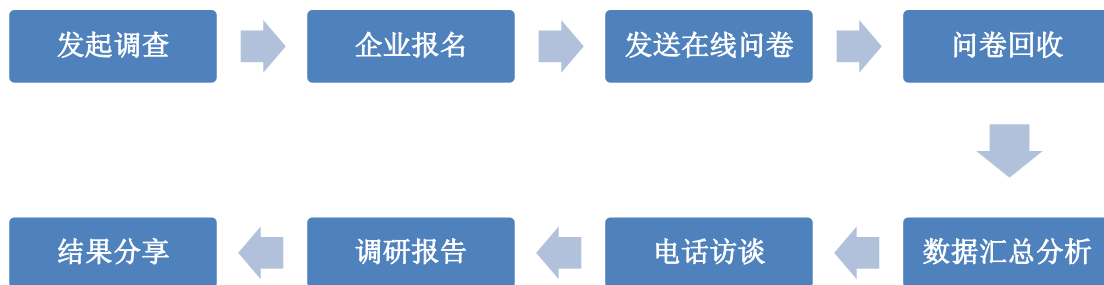 发起调查
企业报名
发送在线问卷
问卷回收
数据汇总分析
电话访谈
调研报告
结果分享